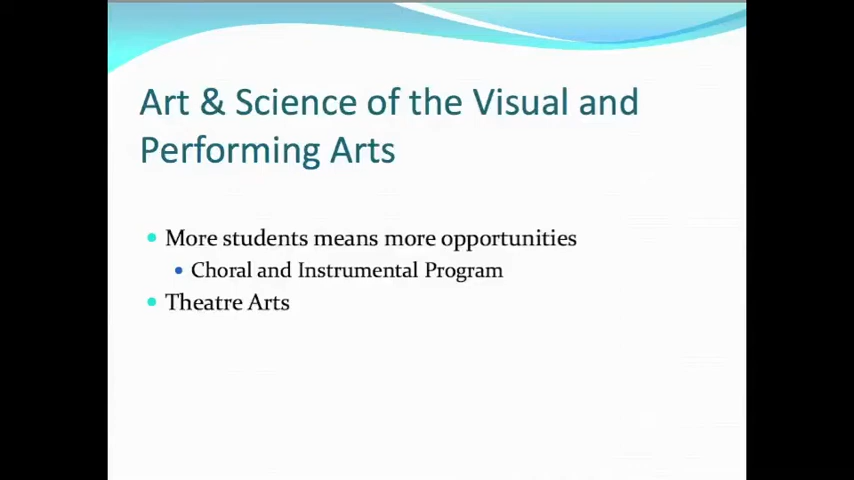 Art & Science of the Visual and
Performing Arts
More students means more opportunities
Choral and Instrumental Program
Theatre Arts